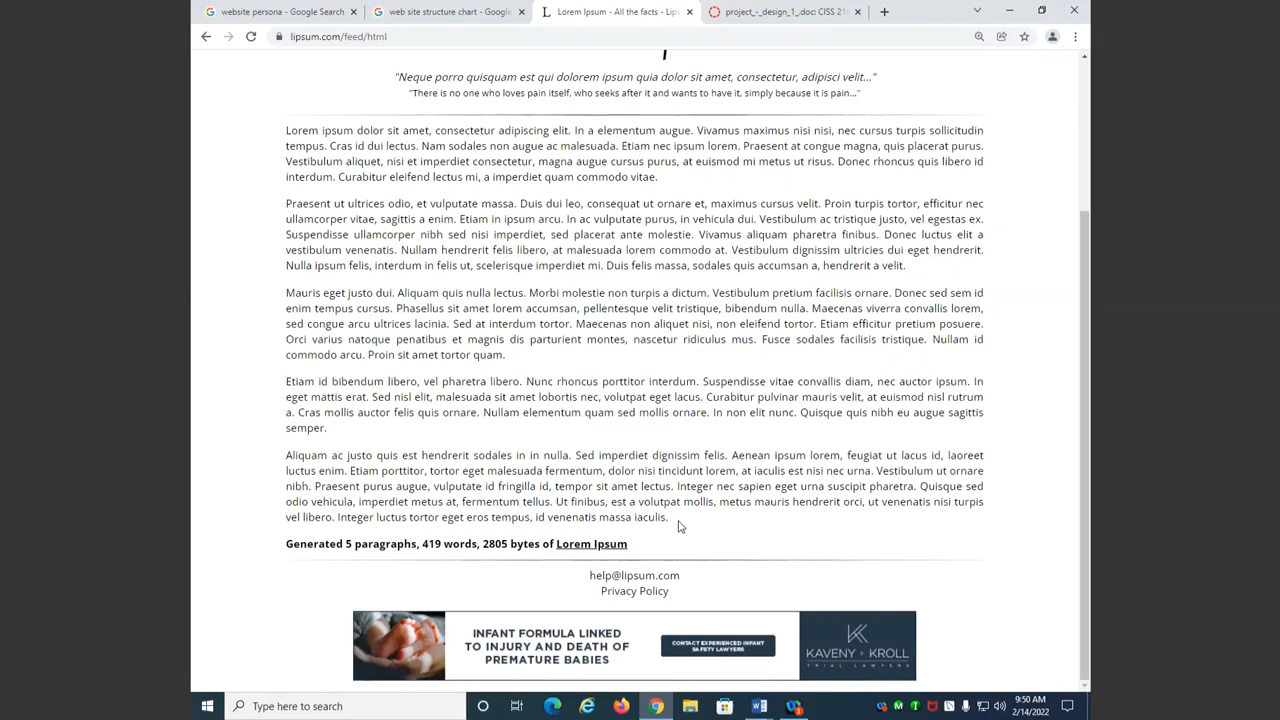 website persona - Google Search
web site structure chart - Google
Lorem Ipsum - All the facts - Lips
project_-_design_1_.doc: CISS 216
lipsum.com/feed/html
"Neque porro quisquam est qui dolorem ipsum quia dolor sit amet, consectetur, adipisci velit..."
"There is no one who loves pain itself, who seeks after it and wants to have it, simply because it is pain..."
Lorem ipsum dolor sit amet, consectetur adipiscing elit. In a elementum augue. Vivamus maximus nisi nisi, nec cursus turpis sollicitudin
tempus. Cras id dui lectus. Nam sodales non augue ac malesuada. Etiam nec ipsum lorem. Praesent at congue magna, quis placerat purus.
Vestibulum aliquet, nisi et imperdiet consectetur, magna augue cursus purus, at euismod mi metus ut risus. Donec rhoncus quis libero id
interdum. Curabitur eleifend lectus mi, a imperdiet quam commodo vitae.
Praesent ut ultrices odio, et vulputate massa. Duis dui leo, consequat ut ornare et, maximus cursus velit. Proin turpis tortor, efficitur nec
ullamcorper vitae, sagittis a enim. Etiam in ipsum arcu. In ac vulputate purus, in vehicula dui. Vestibulum ac tristique justo, vel egestas ex.
Suspendisse ullamcorper nibh sed nisi imperdiet, sed placerat ante molestie. Vivamus aliquam pharetra finibus. Donec luctus elit a
vestibulum venenatis. Nullam hendrerit felis libero, at malesuada lorem commodo at. Vestibulum dignissim ultricies dui eget hendrerit.
Nulla ipsum felis, interdum in felis ut, scelerisque imperdiet mi. Duis felis massa, sodales quis accumsan a, hendrerit a velit.
Mauris eget justo dui. Aliquam quis nulla lectus. Morbi molestie non turpis a dictum. Vestibulum pretium facilisis ornare. Donec sed sem id
enim tempus cursus. Phasellus sit amet lorem accumsan, pellentesque velit tristique, bibendum nulla. Maecenas viverra convallis lorem,
sed congue arcu ultrices lacinia. Sed at interdum tortor. Maecenas non aliquet nisi, non eleifend tortor. Etiam efficitur pretium posuere.
Orci varius natoque penatibus et magnis dis parturient montes, nascetur ridiculus mus. Fusce sodales facilisis tristique. Nullam id
commodo arcu. Proin sit amet tortor quam.
Etiam id bibendum libero, vel pharetra libero. Nunc rhoncus porttitor interdum. Suspendisse vitae convallis diam, nec auctor ipsum. In
eget mattis erat. Sed nisl elit, malesuada sit amet lobortis nec, volutpat eget lacus. Curabitur pulvinar mauris velit, at euismod nisl rutrum
a. Cras mollis auctor felis quis ornare. Nullam elementum quam sed mollis ornare. In non elit nunc. Quisque quis nibh eu augue sagittis
semper.
Aliquam ac justo quis est hendrerit sodales in in nulla. Sed imperdiet dignissim felis. Aenean ipsum lorem, feugiat ut lacus id, laoreet
luctus enim. Etiam porttitor, tortor eget malesuada fermentum, dolor nisi tincidunt lorem, at iaculis est nisi nec urna. Vestibulum ut ornare
nibh. Praesent purus augue, vulputate id fringilla id, tempor sit amet lectus. Integer nec sapien eget urna suscipit pharetra. Quisque sed
odio vehicula, imperdiet metus at, fermentum tellus. Ut finibus, est a volutpat mollis, metus mauris hendrerit orci, ut venenatis nisi turpis
vel libero. Integer luctus tortor eget eros tempus, id venenatis massa iaculis.
Generated 5 paragraphs, 419 words, 2805 bytes of Lorem Ipsum
help@lipsum.com
Privacy Policy
INFANT FORMULA LINKED
TO INJURY AND DEATH OF
PREMATURE BABIES
CONTACT EXPERIENCED INFANT
SAFETY LAWYERS
KAVENY + KROLL
TRIAL LAWYERS
Type here to search
9:50 AM
2/14/2022